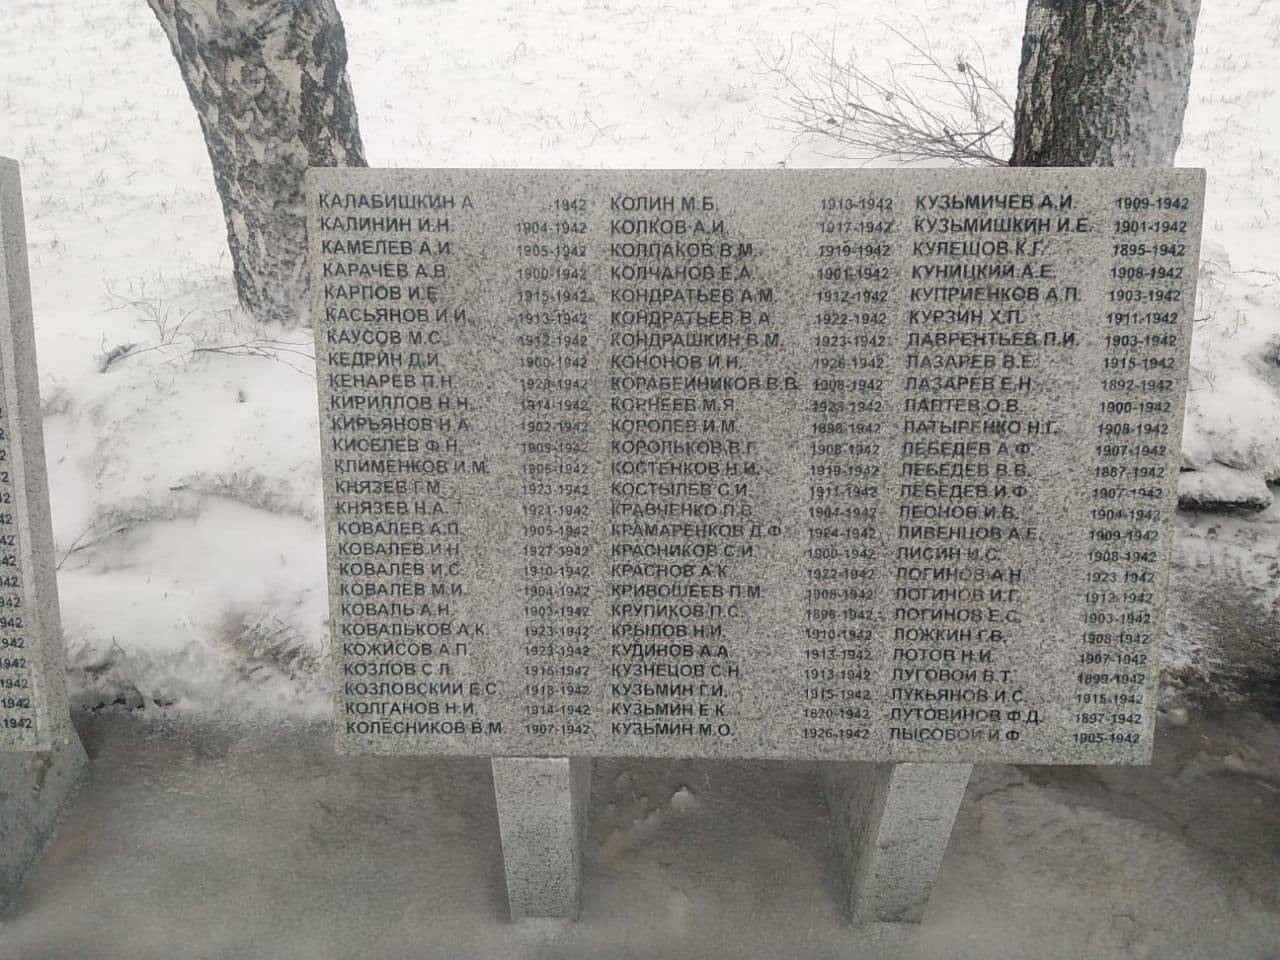 КАЛАБИШКИН А ...1942
КАЛИНИН И.Н. 1904-1942
КАМЕЛЕВ А.И. 1905-1942
КАРАЧЕВ А.В. 1900-1942
КАРПОВ И.Е. 1915-1942
КАСЬЯНОВ И.И. 1913-1942
КАУСОВ М.С. 1912-1942
КЕДРИН Д.И. 1900-1942
КЕНАРЕВ П.Н. 1928-1942
КИРИЛЛОВ Н.Н. 1914-1942
КИРЬЯНОВ Н.А. 1902-1942
КИСЕЛЕВ Ф.Н. 1909-1942
КЛИМЕНКОВ И.М. 1905-1942
КНЯЗЕВ Г.М. 1923-1942
КНЯЗЕВ Н.А. 1921-1942
КОВАЛЕВ А.П. 1905-1942
КОВАЛЕВ И.Н. 1927-1942
КОВАЛЕВ И.С. 1910-1942
КОВАЛЕВ М.И. 1904-1942
КОВАЛЬ А.Н. 1903-1942
КОВАЛЬКОВ А.К. 1923-1942
КОЖИСОВ А.П. 1923-1942
КОЗЛОВ С.Л. 1916-1942
КОЗЛОВСКИЙ Е.С. 1918-1942
КОЛГАНОВ Н.И. 1914-1942
КОЛЕСНИКОВ В.М. 1907-1942
КОЛИН М.Б. 1913-1942
КОЛКОВ А.И. 1917-1942
КОЛПАКОВ В.М. 1919-1942
КОЛЧАНОВ Е.А. 1901-1942
КОНДРАТЬЕВ А.М. 1912-1942
КОНДРАТЬЕВ В.А. 1922-1942
КОНДРАШКИН В.М. 1923-1942
КОНОНОВ И.Н. 1926-1942
КОРАБЕЙНИКОВ В.В. 1908-1942
КОРНЕЕВ М.Я. 1923-1942
КОРОЛЕВ И.М. 1898-1942
КОРОЛЬКОВ В.Г. 1908-1942
КОСТЕНКОВ Н.И. 1919-1942
КОСТЫЛЕВ С.И. 1911-1942
КРАВЧЕНКО П.В. 1904-1942
КРАМАРЕНКОВ Д.Ф. 1924-1942
КРАСНИКОВ С.И. 1900-1942
КРАСНОВ А.К. 1922-1942
КРИВОШЕЕВ П.М. 1908-1942
КРУПИКОВ П.С. 1896-1942
КРЫЛОВ Н.И. 1910-1942
КУДИНОВ А.А. 1913-1942
КУЗНЕЦОВ С.Н. 1913-1942
КУЗЬМИН Г.И. 1915-1942
КУЗЬМИН Е.К. 1870-1942
КУЗЬМИН М.О. 1926-1942
КУЗЬМИЧЕВ А.И. 1909-1942
КУЗЬМИШКИН И.Е. 1901-1942
КУЛЕШОВ К.Г. 1895-1942
КУНИЦКИЙ А.Е. 1908-1942
КУПРИЕНКОВ А.П. 1903-1942
КУРЗИН Х.П. 1911-1942
ЛАВРЕНТЬЕВ П.И. 1903-1942
ЛАЗАРЕВ В.Е. 1915-1942
ЛАЗАРЕВ Е.Н. 1892-1942
ЛАПТЕВ О.В. 1900-1942
ЛАТЫРЕНКО Н.Г. 1908-1942
ЛЕБЕДЕВ А.Ф. 1907-1942
ЛЕБЕДЕВ В.В. 1887-1942
ЛЕБЕДЕВ И.Ф. 1907-1942
ЛЕОНОВ И.В. 1904-1942
ЛИВЕНЦОВ А.Е. 1909-1942
ЛИСИН И.С. 1908-1942
ЛОГИНОВ А.Н. 1923-1942
ЛОГИНОВ И.Г. 1912-1942
ЛОГИНОВ Е.С. 1903-1942
ЛОЖКИН Г.В. 1908-1942
ЛОТОВ Н.И. 1907-1942
ЛУГОВОЙ В.Т. 1899-1942
ЛУКЬЯНОВ И.С. 1915-1942
ЛУТОВИНОВ Ф.Д. 1897-1942
ЛЫСОВОЙ И.Ф. 1905-1942